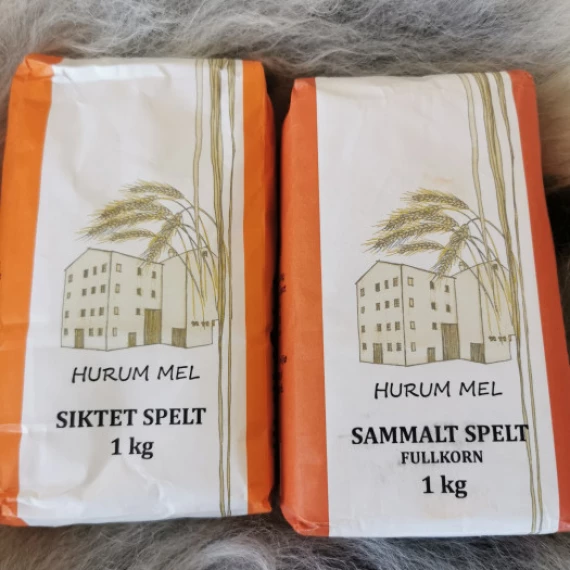 HURUM MEL
SIKTET SPELT
1 kg
HURUM MEL
SAMMALT SPELT
FULLKORN
1 kg